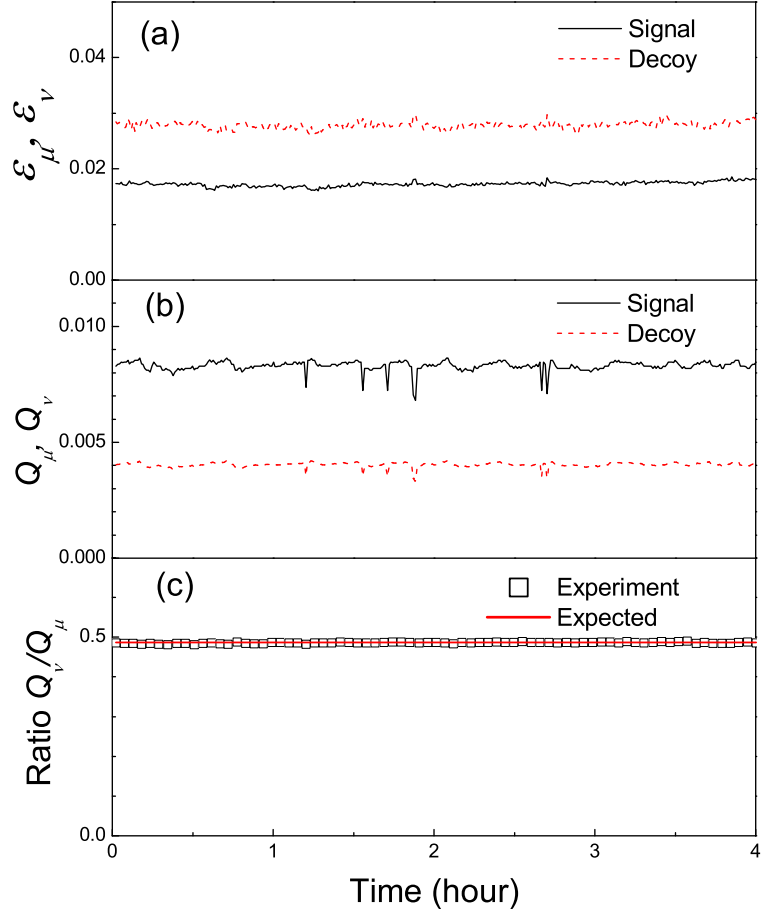 (a)
Signal
Decoy
0.04
0.02
0.00
ε_μ, ε_ν
(b)
Signal
Decoy
0.010
0.005
0.000
Q_μ, Q_ν
(c)
Experiment
Expected
0.5
0.0
Ratio Q_ν/Q_μ
0 1 2 3 4
Time (hour)